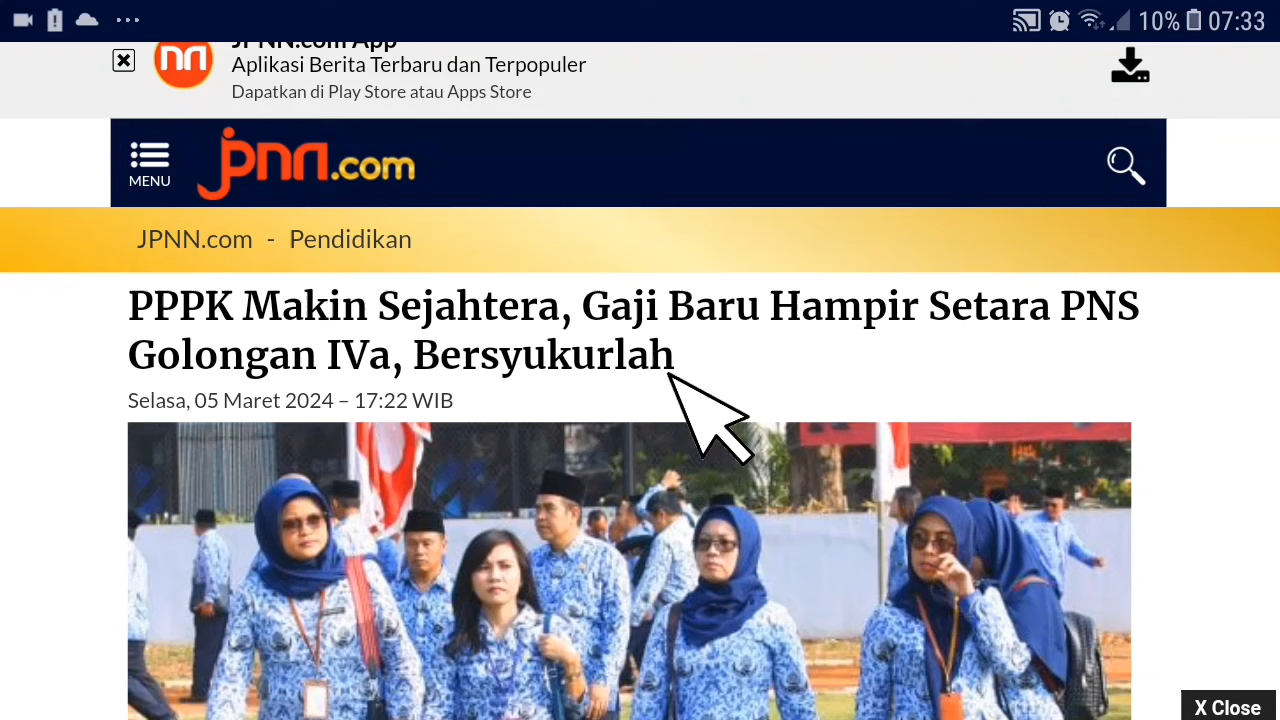 10% 07:33
JPNN.com App
Aplikasi Berita Terbaru dan Terpopuler
Dapatkan di Play Store atau Apps Store
MENU
jpnn.com
JPNN.com - Pendidikan
PPPK Makin Sejahtera, Gaji Baru Hampir Setara PNS
Golongan IVa, Bersyukurlah
Selasa, 05 Maret 2024 – 17:22 WIB
X Close